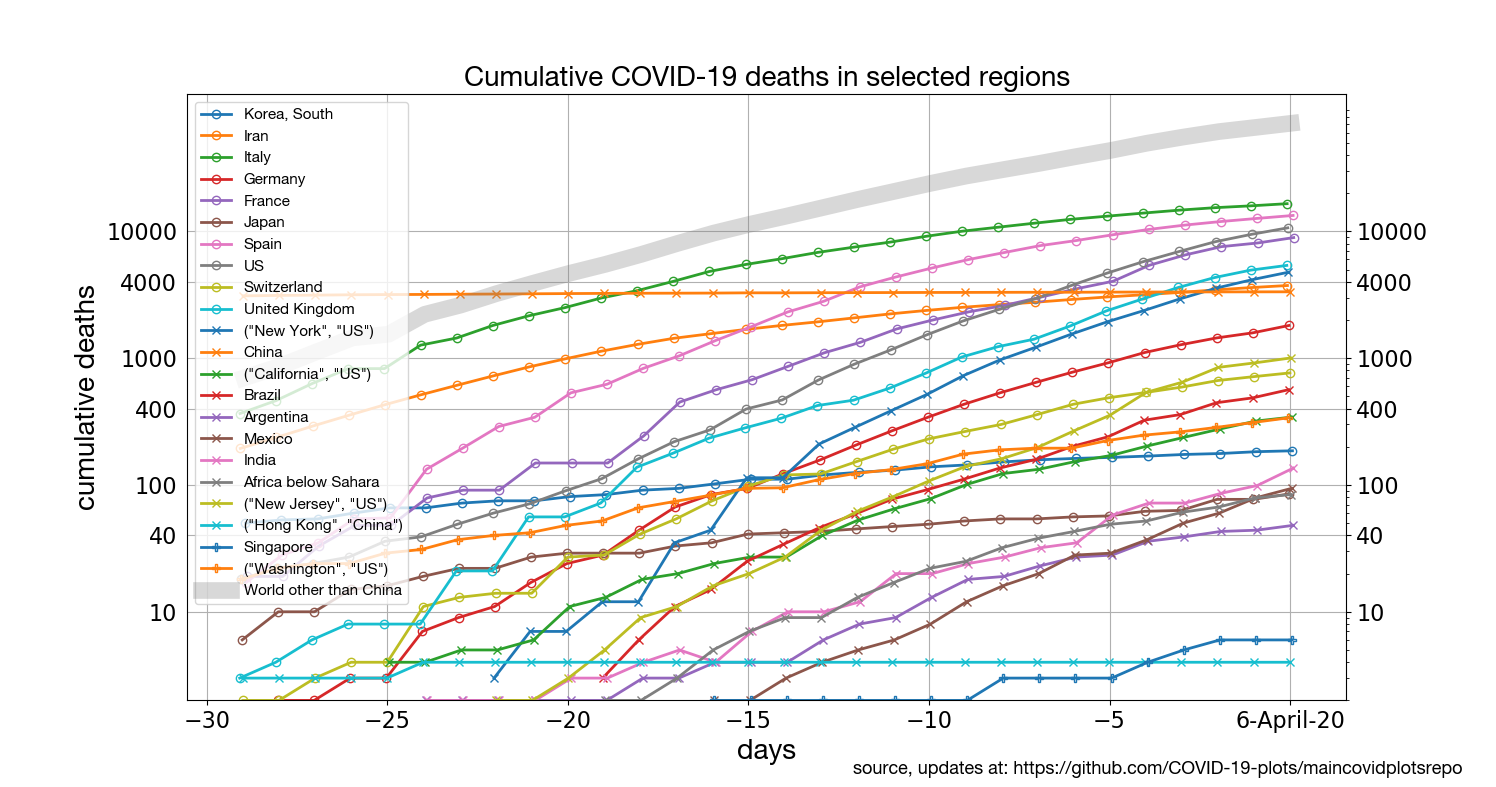 Cumulative COVID-19 deaths in selected regions
Korea, South
Iran
Italy
Germany
France
Japan
Spain
US
Switzerland
United Kingdom
("New York", "US")
China
("California", "US")
Brazil
Argentina
Mexico
India
Africa below Sahara
("New Jersey", "US")
("Hong Kong", "China")
Singapore
("Washington", "US")
World other than China
cumulative deaths
10000
4000
1000
400
100
40
10
10000
4000
1000
400
100
40
10
−30 −25 −20 −15 −10 −5 6-April-20
days
source, updates at: https://github.com/COVID-19-plots/maincovidplotsrepo